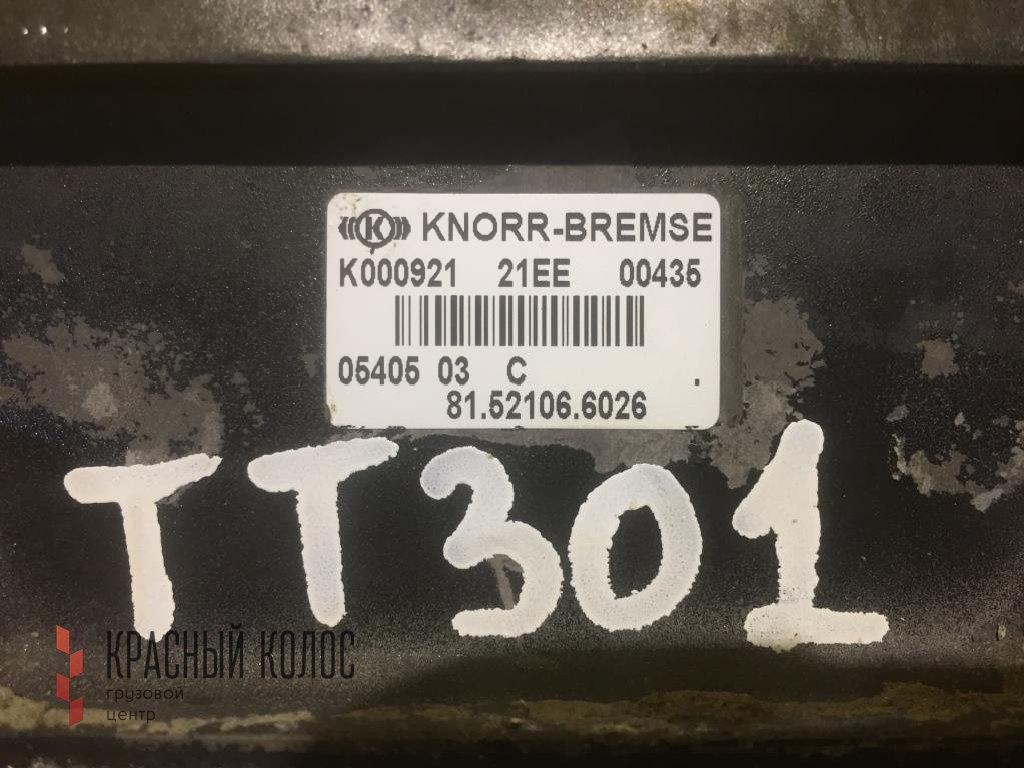 K KNORR-BREMSE
K000921 21EE 00435
05405 03 C .
81.52106.6026
TT301
КРАСНЫЙ КОЛОС
грузовой
центр